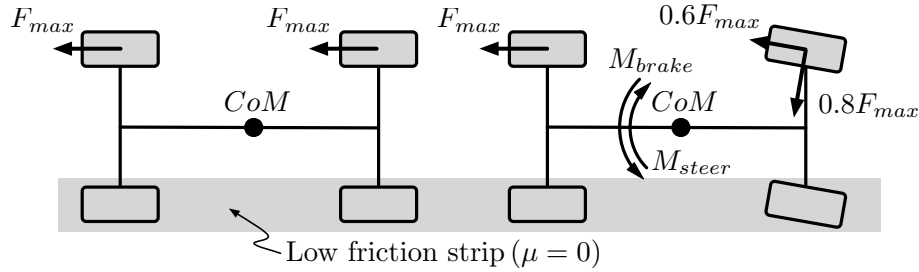 F_max F_max F_max 0.6F_max
M_brake
CoM CoM 0.8F_max
M_steer
Low friction strip (μ = 0)